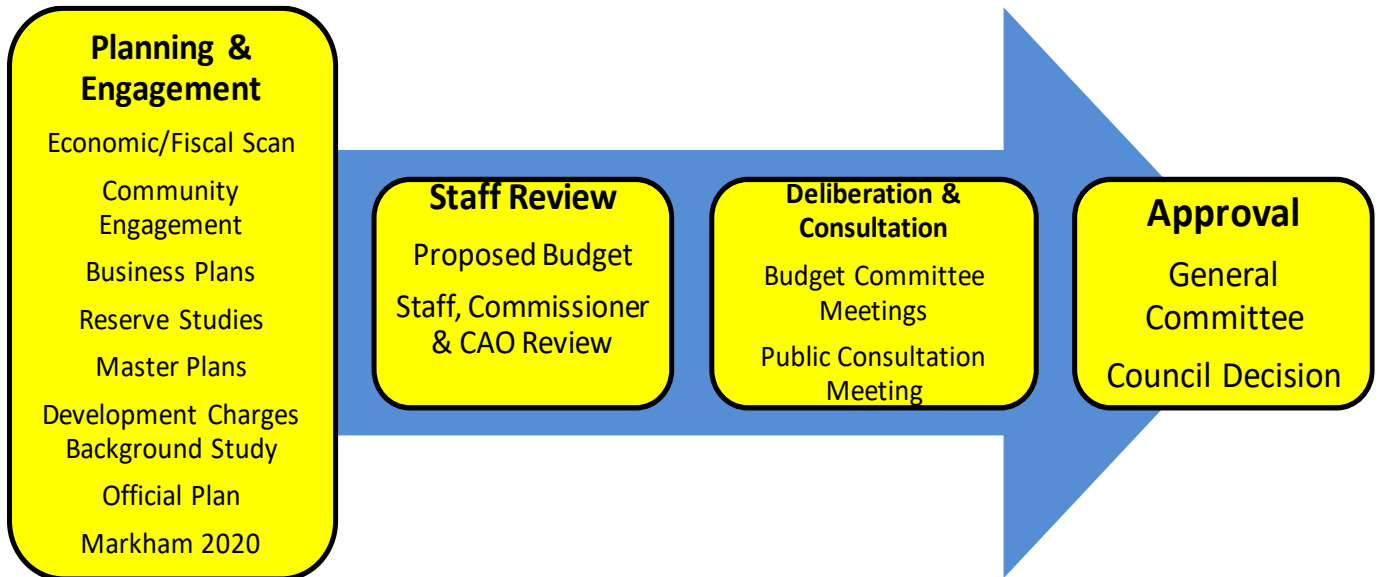 Planning &
Engagement
Economic/Fiscal Scan
Community
Engagement
Business Plans
Reserve Studies
Master Plans
Development Charges
Background Study
Official Plan
Markham 2020
Staff Review
Proposed Budget
Staff, Commissioner
& CAO Review
Deliberation &
Consultation
Budget Committee
Meetings
Public Consultation
Meeting
Approval
General
Committee
Council Decision